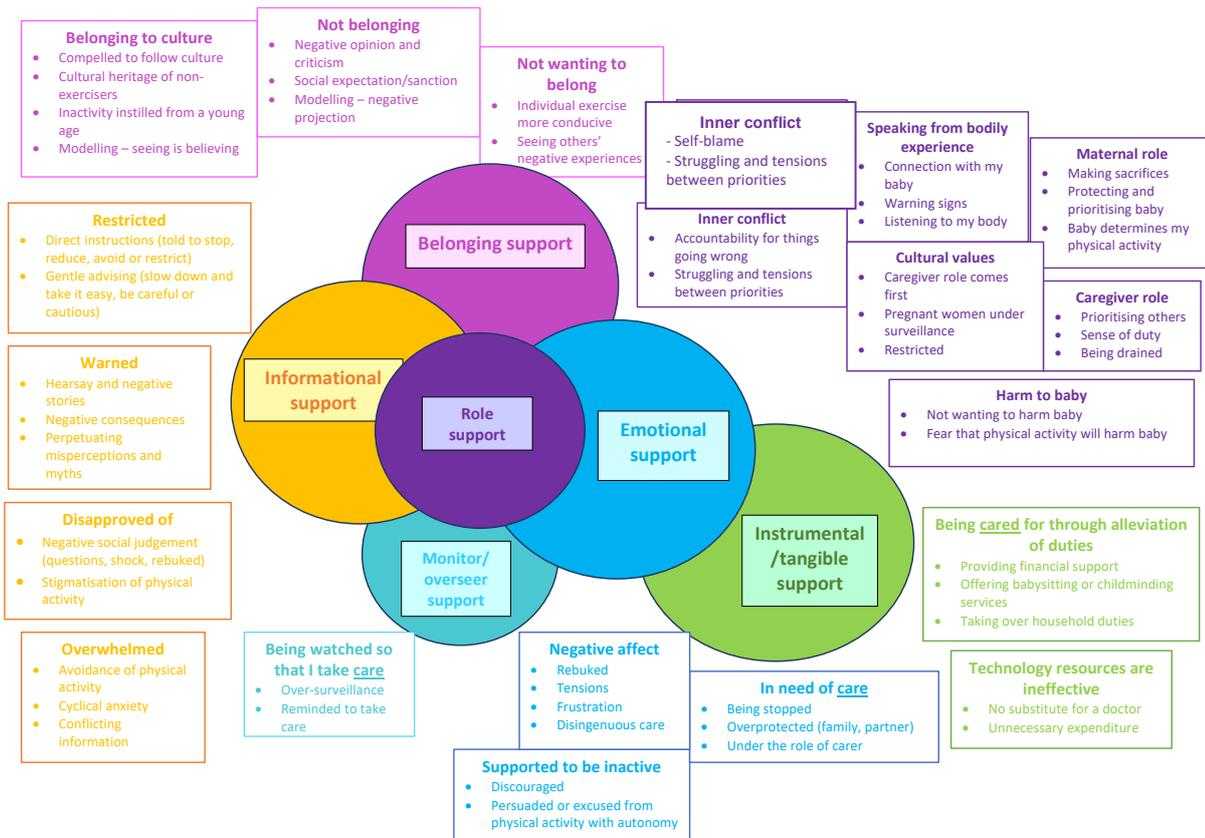 Belonging to culture
• Compelled to follow culture
• Cultural heritage of non-
exercisers
• Inactivity instilled from a young
age
• Modelling – seeing is believing
Not belonging
• Negative opinion and
criticism
• Social expectation/sanction
• Modelling – negative
projection
Not wanting to
belong
• Individual exercise
more conducive
• Seeing others’
negative experiences
Inner conflict
- Self-blame
- Struggling and tensions
between priorities
Speaking from bodily
experience
• Connection with my
baby
• Warning signs
• Listening to my body
Maternal role
• Making sacrifices
• Protecting and
prioritising baby
• Baby determines my
physical activity
Inner conflict
• Accountability for things
going wrong
• Struggling and tensions
between priorities
Cultural values
• Caregiver role comes
first
• Pregnant women under
surveillance
• Restricted
Caregiver role
• Prioritising others
• Sense of duty
• Being drained
Harm to baby
• Not wanting to harm baby
• Fear that physical activity will harm baby
Restricted
• Direct instructions (told to stop,
reduce, avoid or restrict)
• Gentle advising (slow down and
take it easy, be careful or
cautious)
Warned
• Hearsay and negative
stories
• Negative consequences
• Perpetuating
misperceptions and
myths
Disapproved of
• Negative social judgement
(questions, shock, rebuked)
• Stigmatisation of physical
activity
Overwhelmed
• Avoidance of physical
activity
• Cyclical anxiety
• Conflicting
information
Belonging support
Informational
support
Role
support
Emotional
support
Monitor/
overseer
support
Instrumental
/tangible
support
Being watched so
that I take care
• Over-surveillance
• Reminded to take
care
Negative affect
• Rebuked
• Tensions
• Frustration
• Disingenuous care
In need of care
• Being stopped
• Overprotected (family, partner)
• Under the role of carer
Supported to be inactive
• Discouraged
• Persuaded or excused from
physical activity with autonomy
Being cared for through alleviation
of duties
• Providing financial support
• Offering babysitting or childminding
services
• Taking over household duties
Technology resources are
ineffective
• No substitute for a doctor
• Unnecessary expenditure